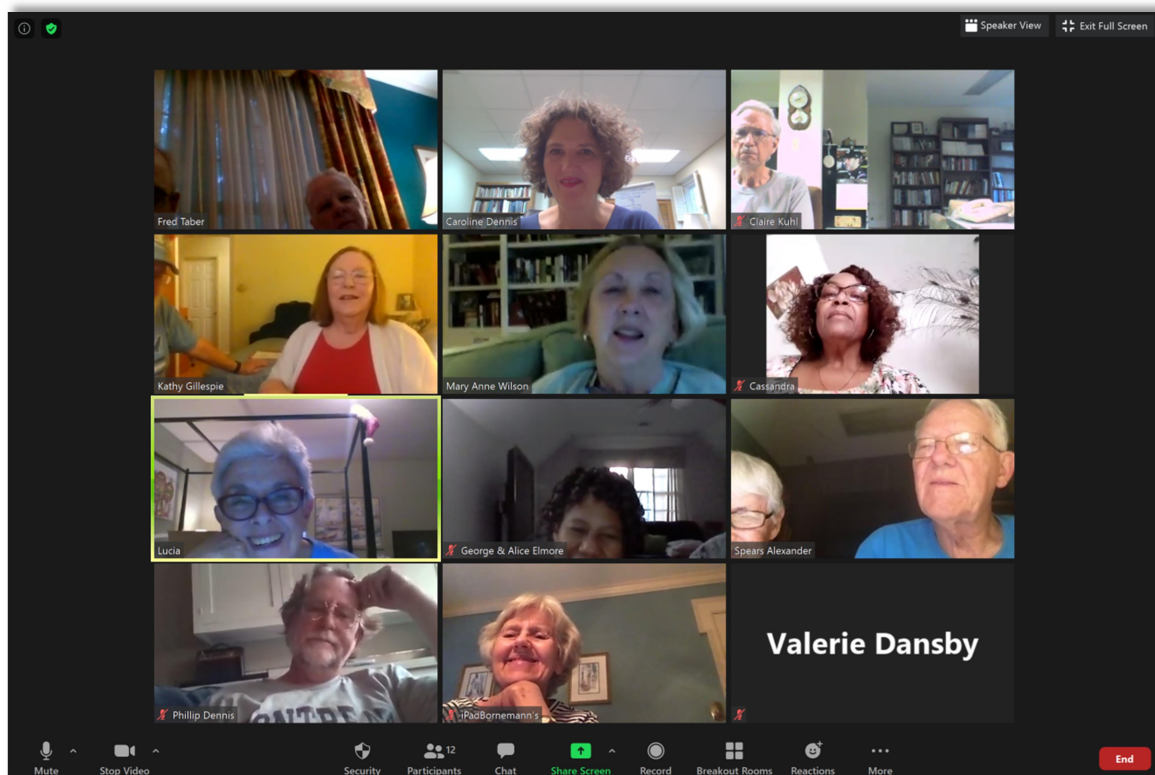 Speaker View
Exit Full Screen
Fred Taber
Caroline Dennis
Claire Kuhl
Kathy Gillespie
Mary Anne Wilson
Cassandra
Lucia
George & Alice Elmore
Spears Alexander
Phillip Dennis
iPadBornemann's
Valerie Dansby
Mute
Stop Video
Security
Participants
12
Chat
Share Screen
Record
Breakout Rooms
Reactions
More
End